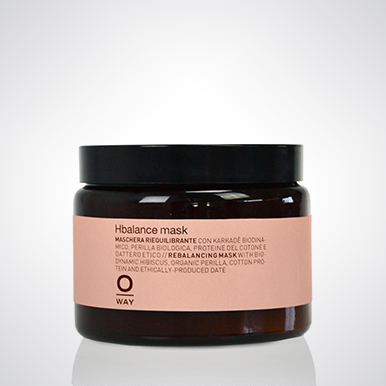 Hbalance mask
MASCHERA RIEQUILIBRANTE CON KARKADÈ BIODINA-
MICO, PERILLA BIOLOGICA, PROTEINE DEL COTONE E
DATTERO ETICO // REBALANCING MASK WITH BIO-
DYNAMIC HIBISCUS, ORGANIC PERILLA, COTTON PRO-
TEIN AND ETHICALLY-PRODUCED DATE
O
WAY